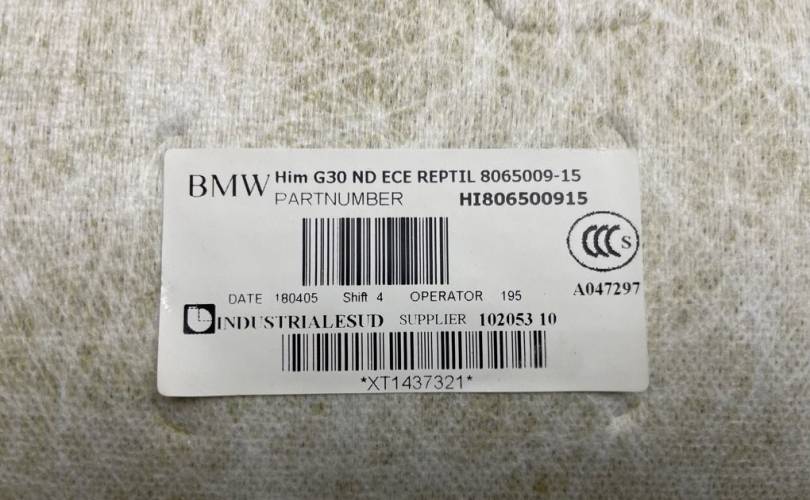 BMW Him G30 ND ECE REPTIL 8065009-15
PARTNUMBER HI806500915
CCC S
A047297
DATE 180405 Shift 4 OPERATOR 195
INDUSTRIALESUD SUPPLIER 102053 10
*XT1437321*